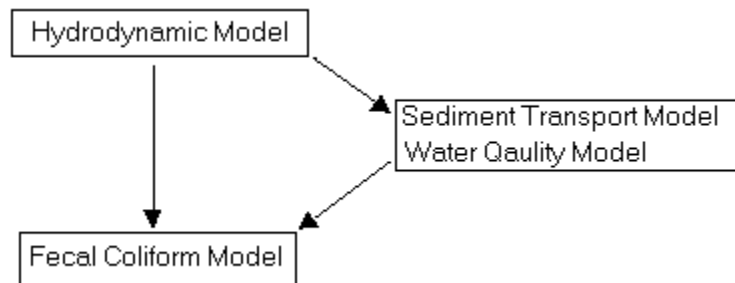 Hydrodynamic Model
Sediment Transport Model
Water Qaulity Model
Fecal Coliform Model